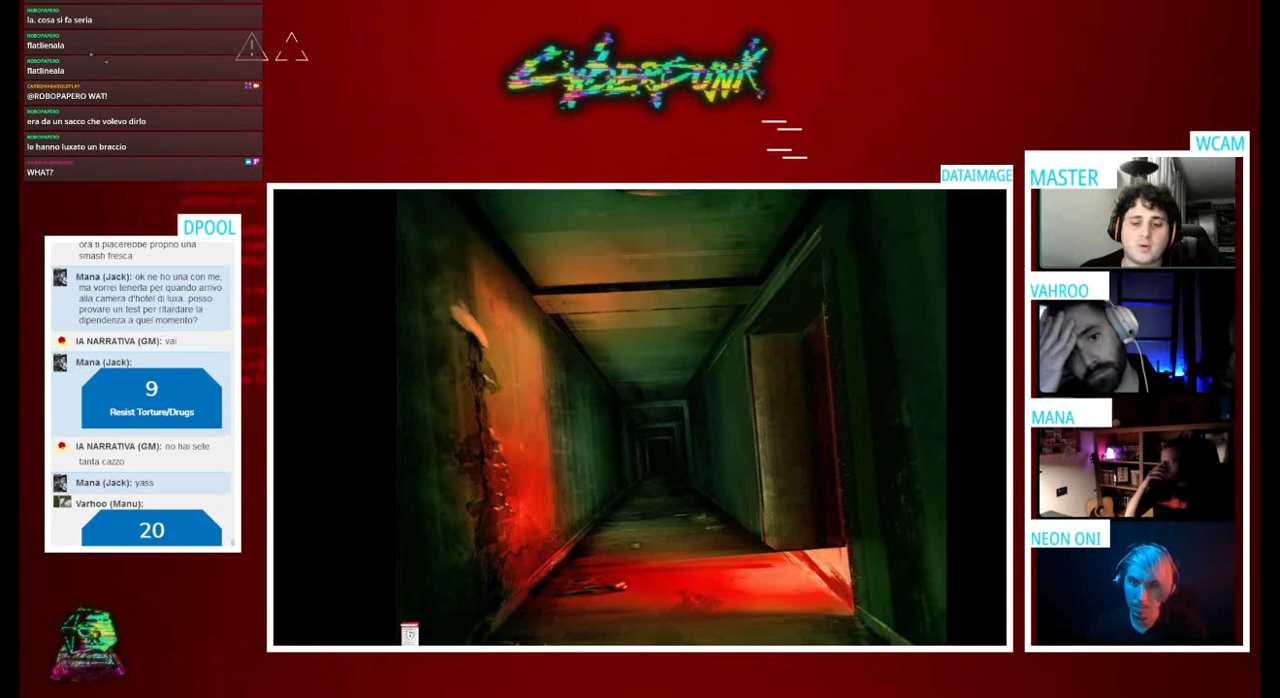 ROBOPAPERO
la. cosa si fa seria
ROBOPAPERO
flatlienala
ROBOPAPERO
flatlineala
CARBONARAROLEPLAY
@ROBOPAPERO WAT!
ROBOPAPERO
era da un sacco che volevo dirlo
ROBOPAPERO
le hanno luxato un braccio
WHAT?
CYBERPUNK
DPOOL
ora ti piacerebbe proprio una
smash fresca
Mana (Jack): ok ne ho una con me,
ma vorrei tenerla per quando arrivo
alla camera d'hotel di luxa. posso
provare un test per ritardare la
dipendenza a quel momento?
IA NARRATIVA (GM): vai
Mana (Jack):
9
Resist Torture/Drugs
IA NARRATIVA (GM): no hai sete
tanta cazzo
Mana (Jack): yass
Varhoo (Manu):
20
DATAIMAGE
6
WCAM
MASTER
VAHROO
MANA
NEON ONI